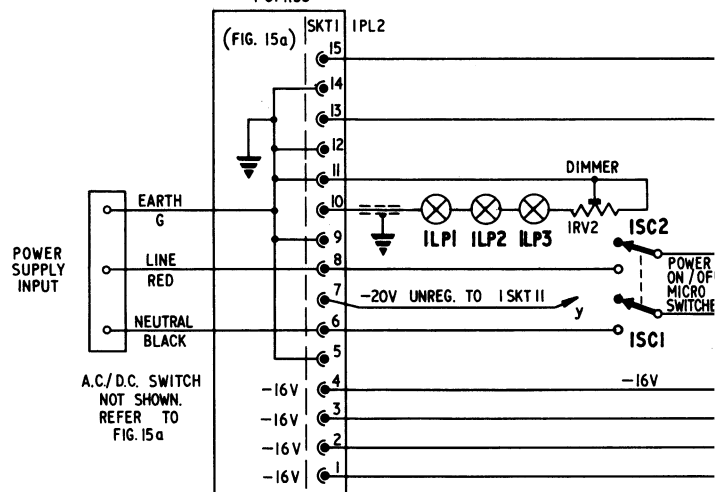 SKT1 1PL2
(FIG. 15a)
15
14
13
12
11
10
9
8
7
6
5
4
3
2
1
DIMMER
EARTH
G
1LP1 1LP2 1LP3
1RV2
1SC2
POWER
SUPPLY
INPUT
LINE
RED
POWER
ON/OFF
MICRO
-20V UNREG. TO 1SKT11
y
NEUTRAL
BLACK
1SC1
A.C./D.C. SWITCH
NOT SHOWN.
REFER TO
FIG. 15a
-16V
-16V
-16V
-16V
-16V